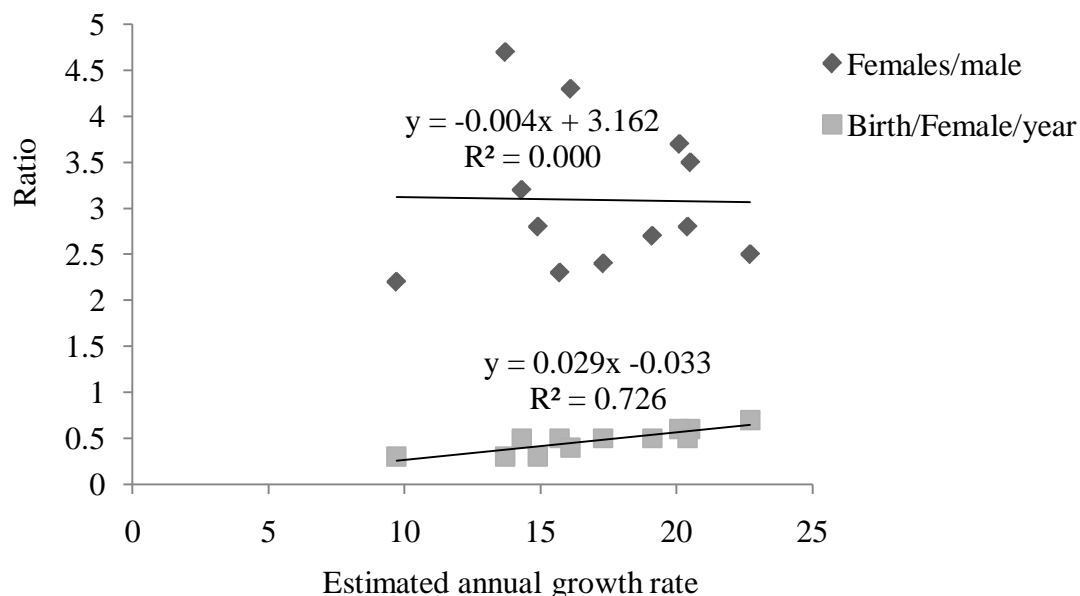 5
4.5
4
3.5
3
2.5
2
1.5
1
0.5
0
Ratio
y = -0.004x + 3.162
R² = 0.000
y = 0.029x -0.033
R² = 0.726
0 5 10 15 20 25
Estimated annual growth rate
Females/male
Birth/Female/year